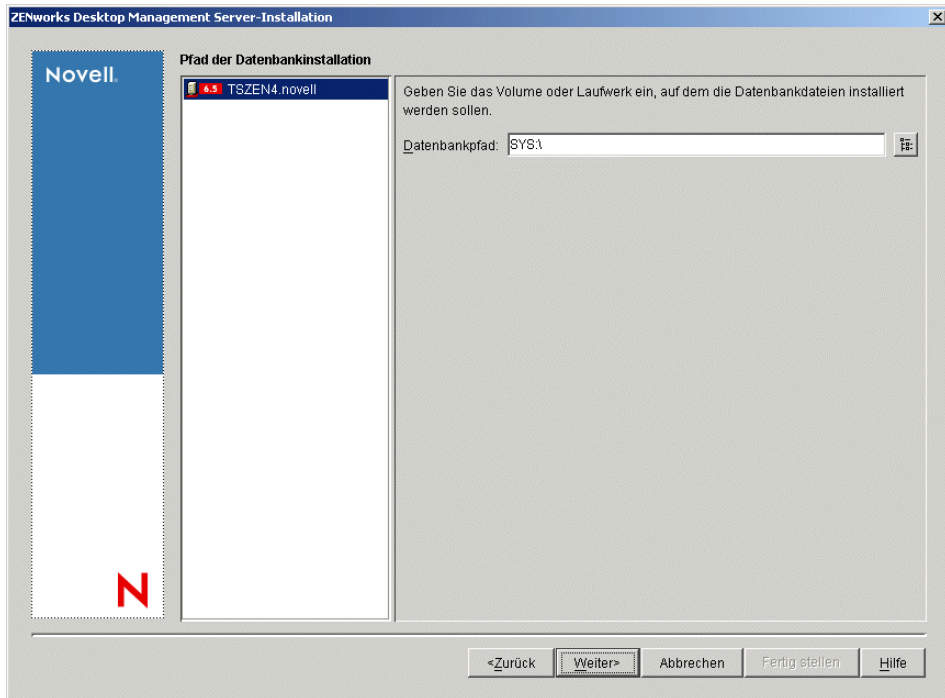 ZENworks Desktop Management Server-Installation
Novell.
Pfad der Datenbankinstallation
6.5 TSZEN4.novell
Geben Sie das Volume oder Laufwerk ein, auf dem die Datenbankdateien installiert
werden sollen.
Datenbankpfad: SYS:\
N
«Zurück Weiter» Abbrechen Fertig stellen Hilfe